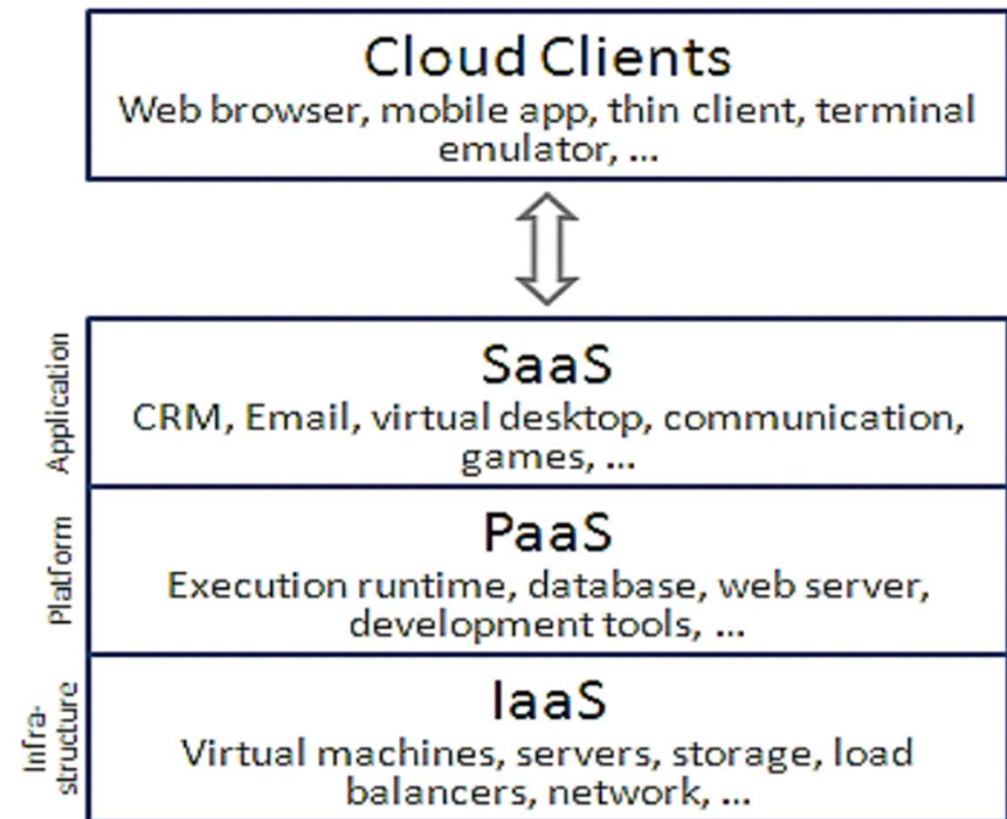 Cloud Clients
Web browser, mobile app, thin client, terminal
emulator, ...
Application
SaaS
CRM, Email, virtual desktop, communication,
games, ...
Platform
PaaS
Execution runtime, database, web server,
development tools, ...
Infra-
structure
IaaS
Virtual machines, servers, storage, load
balancers, network, ...